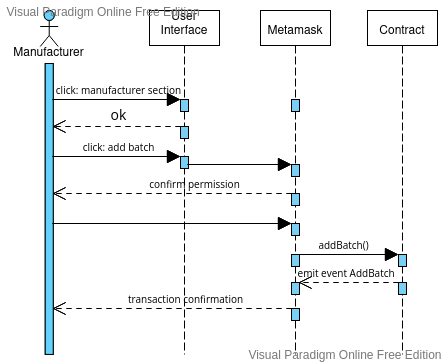 Visual Paradigm Online Free Edition
User
Interface
Metamask
Contract
Manufacturer
click: manufacturer section
ok
click: add batch
confirm permission
addBatch()
emit event AddBatch
transaction confirmation
Visual Paradigm Online Free Edition